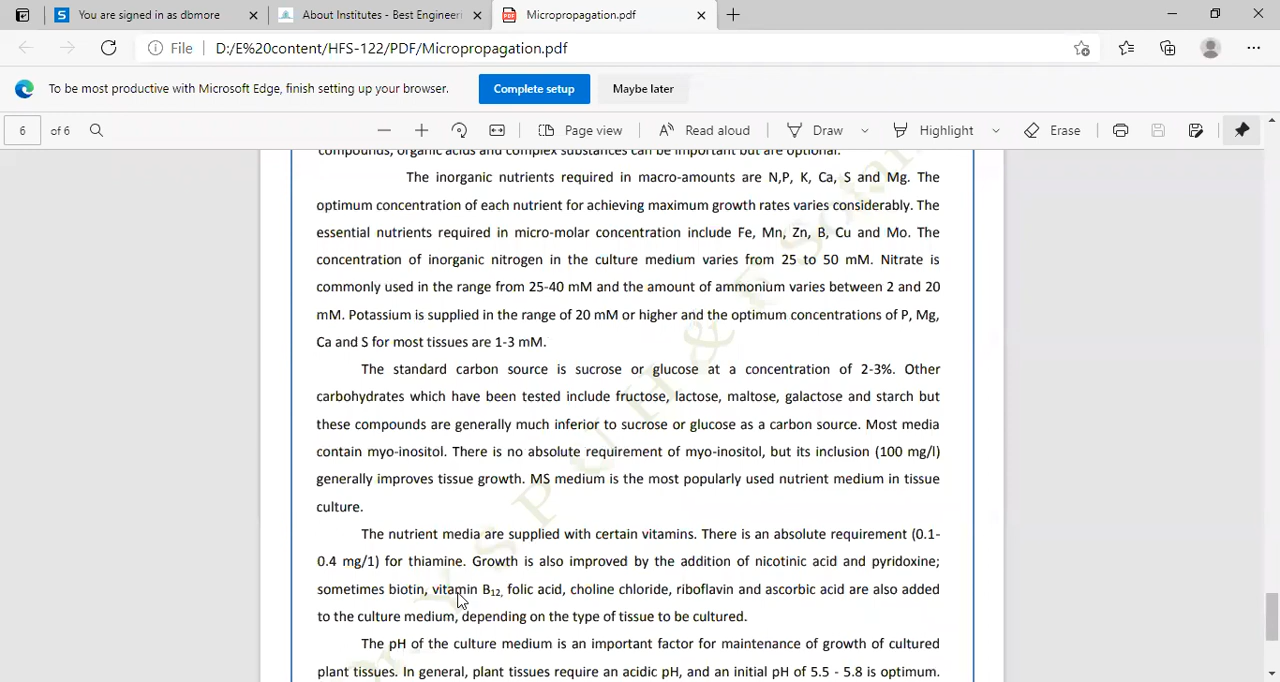 You are signed in as dbmore
About Institutes - Best Engineeri
Micropropagation.pdf
File
D:/E%20content/HFS-122/PDF/Micropropagation.pdf
To be most productive with Microsoft Edge, finish setting up your browser.
Complete setup
Maybe later
6 of 6
Page view
Read aloud
Draw
Highlight
Erase
compounds, organic acids and complex substances can be important but are optional.
The inorganic nutrients required in macro-amounts are N,P, K, Ca, S and Mg. The
optimum concentration of each nutrient for achieving maximum growth rates varies considerably. The
essential nutrients required in micro-molar concentration include Fe, Mn, Zn, B, Cu and Mo. The
concentration of inorganic nitrogen in the culture medium varies from 25 to 50 mM. Nitrate is
commonly used in the range from 25-40 mM and the amount of ammonium varies between 2 and 20
mM. Potassium is supplied in the range of 20 mM or higher and the optimum concentrations of P, Mg,
Ca and S for most tissues are 1-3 mM.
The standard carbon source is sucrose or glucose at a concentration of 2-3%. Other
carbohydrates which have been tested include fructose, lactose, maltose, galactose and starch but
these compounds are generally much inferior to sucrose or glucose as a carbon source. Most media
contain myo-inositol. There is no absolute requirement of myo-inositol, but its inclusion (100 mg/l)
generally improves tissue growth. MS medium is the most popularly used nutrient medium in tissue
culture.
The nutrient media are supplied with certain vitamins. There is an absolute requirement (0.1-
0.4 mg/1) for thiamine. Growth is also improved by the addition of nicotinic acid and pyridoxine;
sometimes biotin, vitamin B12, folic acid, choline chloride, riboflavin and ascorbic acid are also added
to the culture medium, depending on the type of tissue to be cultured.
The pH of the culture medium is an important factor for maintenance of growth of cultured
plant tissues. In general, plant tissues require an acidic pH, and an initial pH of 5.5 - 5.8 is optimum.